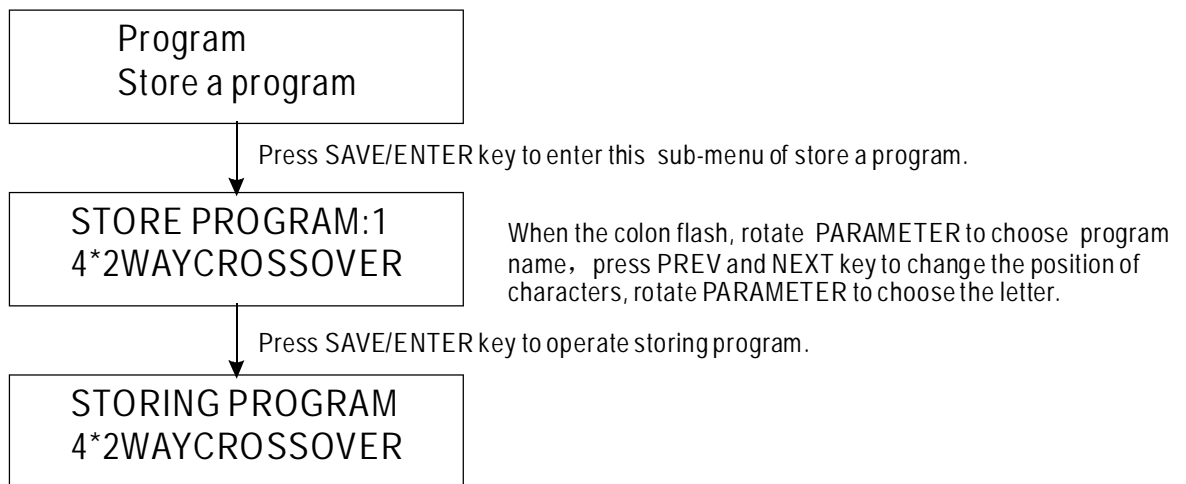 Program
Store a program
Press SAVE/ENTER key to enter this sub-menu of store a program.
STORE PROGRAM:1
4*2WAYCROSSOVER
When the colon flash, rotate PARAMETER to choose program
name，press PREV and NEXT key to change the position of
characters, rotate PARAMETER to choose the letter.
Press SAVE/ENTER key to operate storing program.
STORING PROGRAM
4*2WAYCROSSOVER